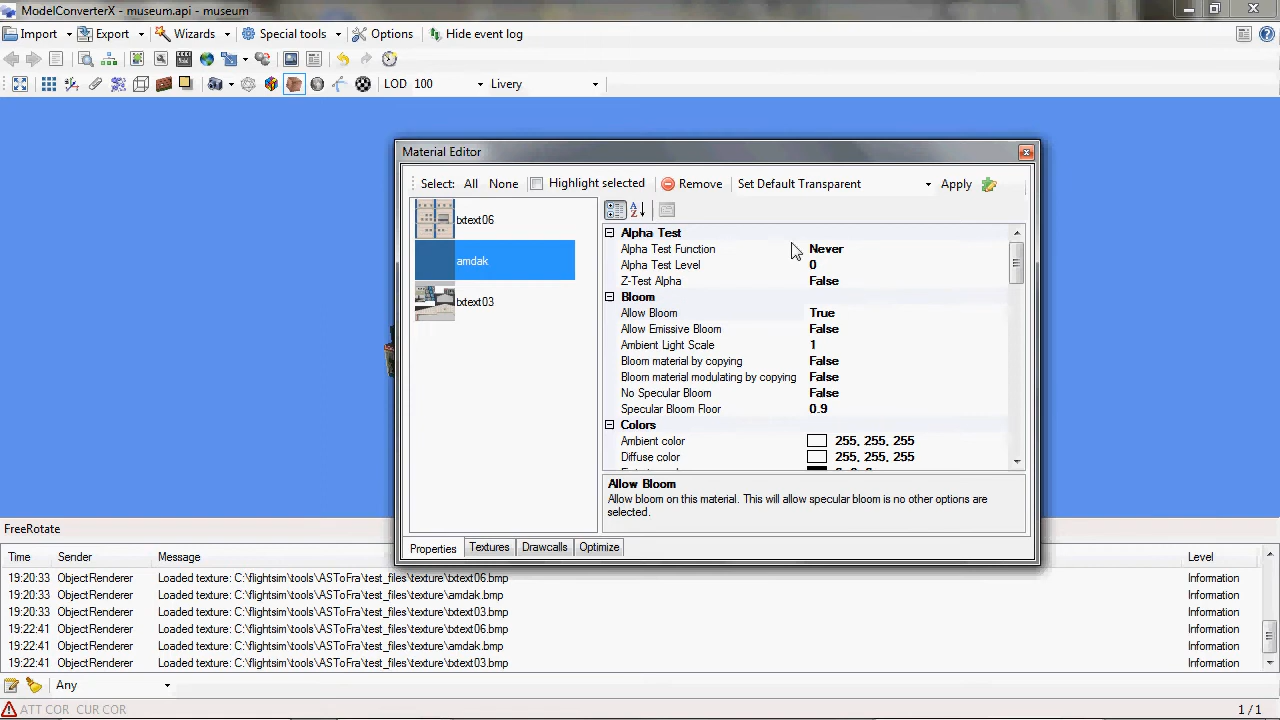 ModelConverterX - museum.api - museum
Import Export Wizards Special tools Options Hide event log
LOD 100 Livery
Material Editor
Select: All None Highlight selected Remove Set Default Transparent Apply
txtext06
amdak
txtext03
Alpha Test
Alpha Test Function Never
Alpha Test Level 0
Z-Test Alpha False
Bloom
Allow Bloom True
Allow Emissive Bloom False
Ambient Light Scale 1
Bloom material by copying False
Bloom material modulating by copying False
No Specular Bloom False
Specular Bloom Floor 0.9
Colors
Ambient color 255, 255, 255
Diffuse color 255, 255, 255
Allow Bloom
Allow bloom on this material. This will allow specular bloom is no other options are
selected.
Properties Textures Drawcalls Optimize
FreeRotate
Time Sender Message Level
19:20:33 ObjectRenderer Loaded texture: C:\flightsim\tools\ASToFra\test_files\texture\txtext06.bmp Information
19:20:33 ObjectRenderer Loaded texture: C:\flightsim\tools\ASToFra\test_files\texture\amdak.bmp Information
19:20:33 ObjectRenderer Loaded texture: C:\flightsim\tools\ASToFra\test_files\texture\txtext03.bmp Information
19:22:41 ObjectRenderer Loaded texture: C:\flightsim\tools\ASToFra\test_files\texture\txtext06.bmp Information
19:22:41 ObjectRenderer Loaded texture: C:\flightsim\tools\ASToFra\test_files\texture\amdak.bmp Information
19:22:41 ObjectRenderer Loaded texture: C:\flightsim\tools\ASToFra\test_files\texture\txtext03.bmp Information
Any
ATT COR CUR COR 1 / 1